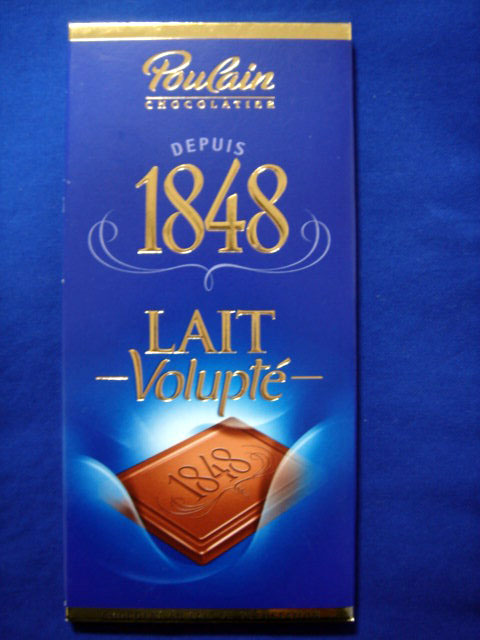 Poulain
CHOCOLATIER
DEPUIS
1848
LAIT
Volupté
1848